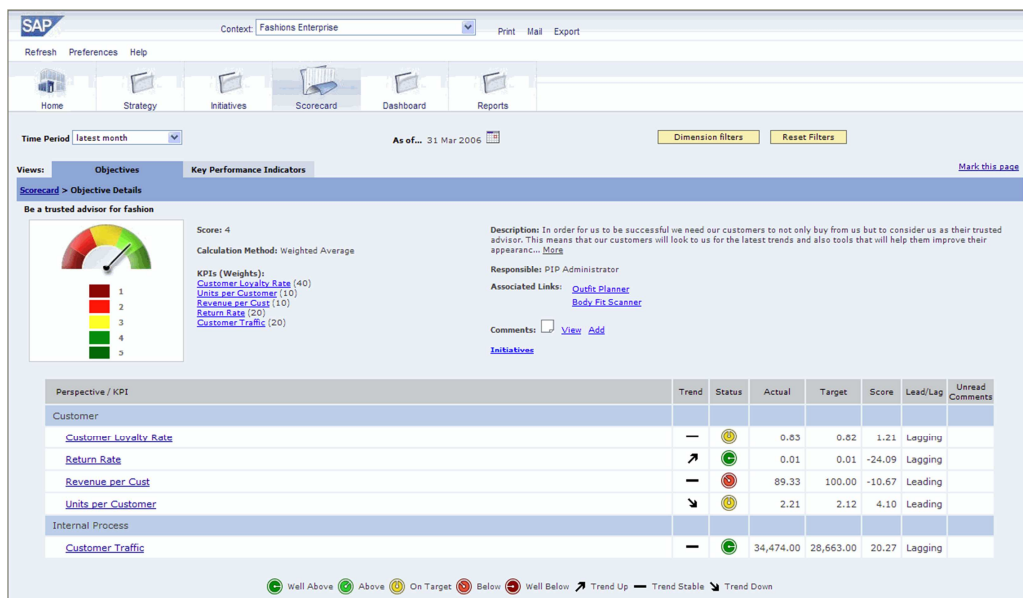 SAP
Context: Fashions Enterprise Print Mail Export
Refresh Preferences Help
Home Strategy Initiatives Scorecard Dashboard Reports
Time Period latest month As of... 31 Mar 2006 Dimension filters Reset Filters
Views: Objectives Key Performance Indicators Mark this page
Scorecard > Objective Details
Be a trusted advisor for fashion
Score: 4
Calculation Method: Weighted Average
KPIs (Weights):
Customer Loyalty Rate (40)
Units per Customer (10)
Revenue per Cust (10)
Return Rate (20)
Customer Traffic (20)
1
2
3
4
5
Description: In order for us to be successful we need our customers to not only buy from us but to consider us as their trusted
advisor. This means that our customers will look to us for the latest trends and also tools that will help them improve their
appearanc... More
Responsible: PIP Administrator
Associated Links: Outfit Planner
Body Fit Scanner
Comments: View Add
Initiatives
Perspective / KPI Trend Status Actual Target Score Lead/Lag Unread Comments
Customer
Customer Loyalty Rate 0.83 0.82 1.21 Lagging
Return Rate 0.01 0.01 -24.09 Lagging
Revenue per Cust 89.33 100.00 -10.67 Leading
Units per Customer 2.21 2.12 4.10 Leading
Internal Process
Customer Traffic 34,474.00 28,663.00 20.27 Lagging
Well Above Above On Target Below Well Below Trend Up Trend Stable Trend Down